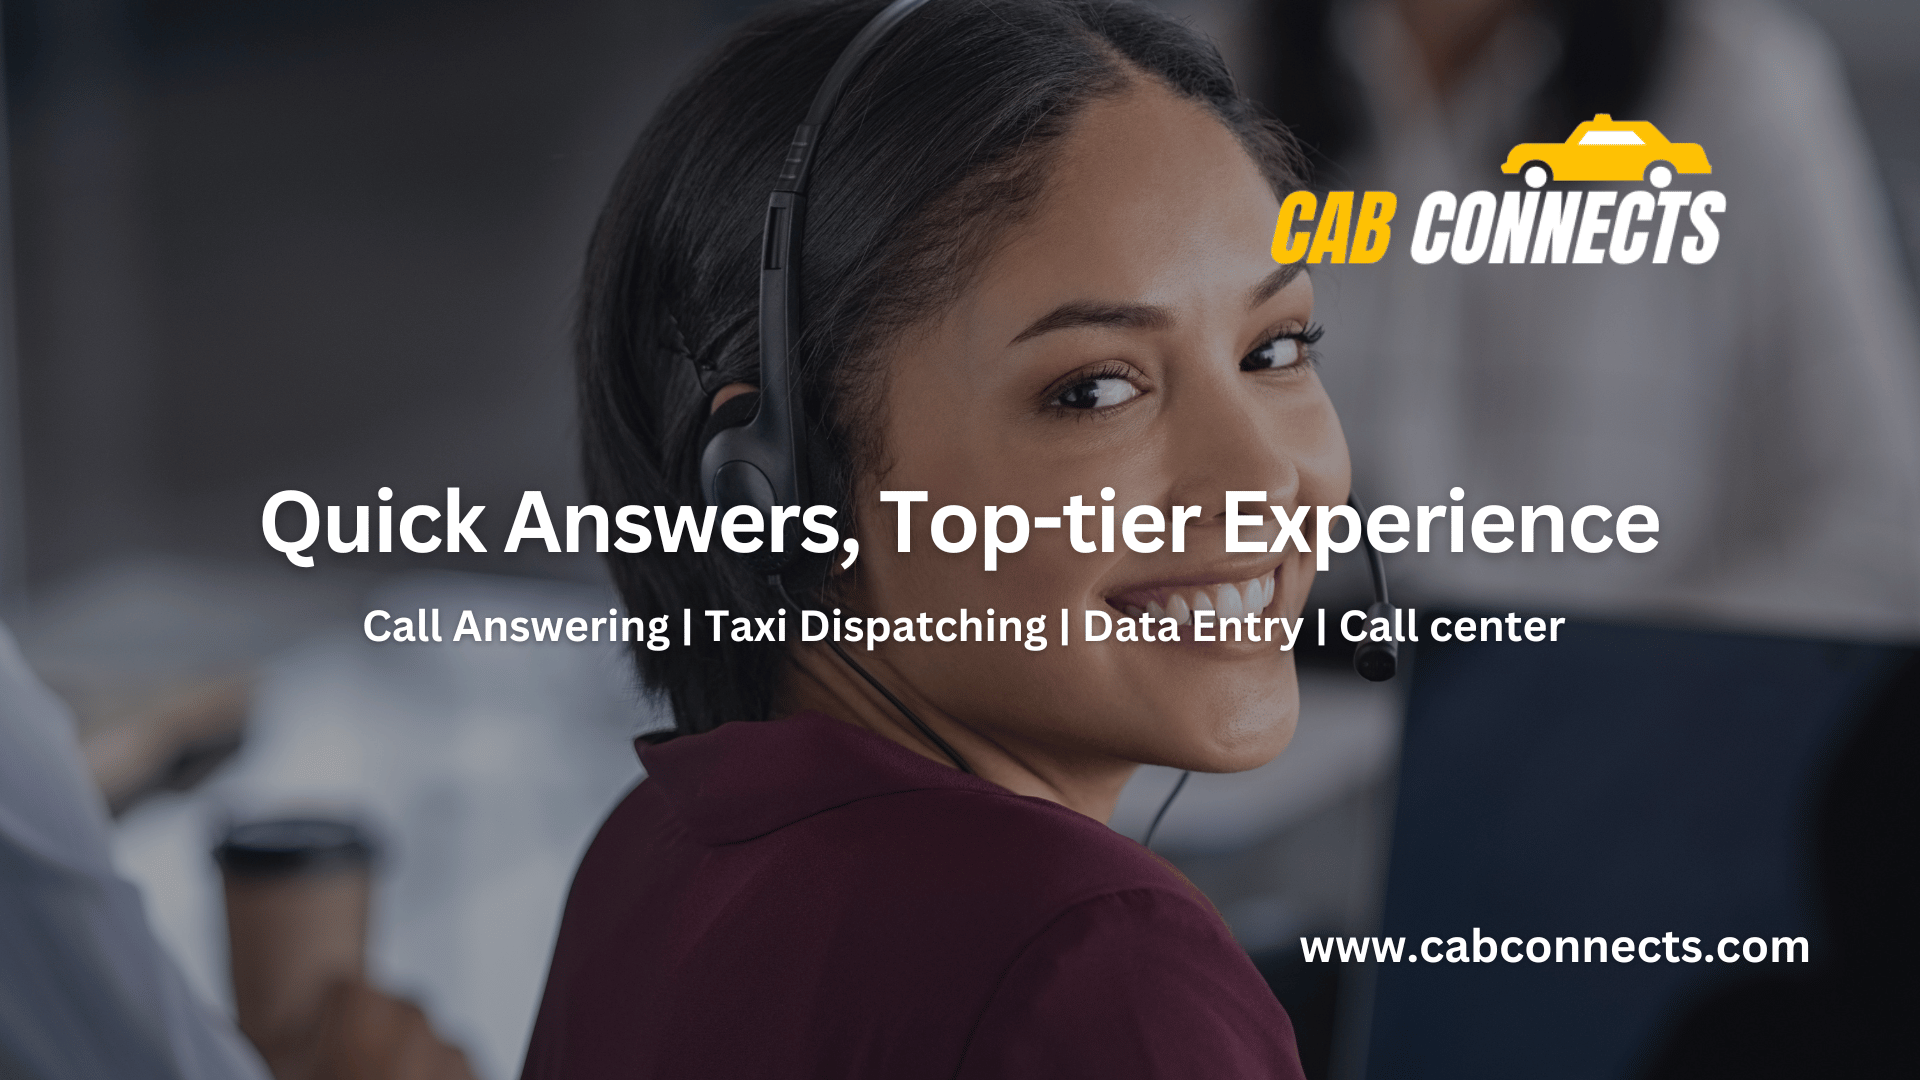 CAB CONNECTS
Quick Answers, Top-tier Experience
Call Answering | Taxi Dispatching | Data Entry | Call center
www.cabconnects.com